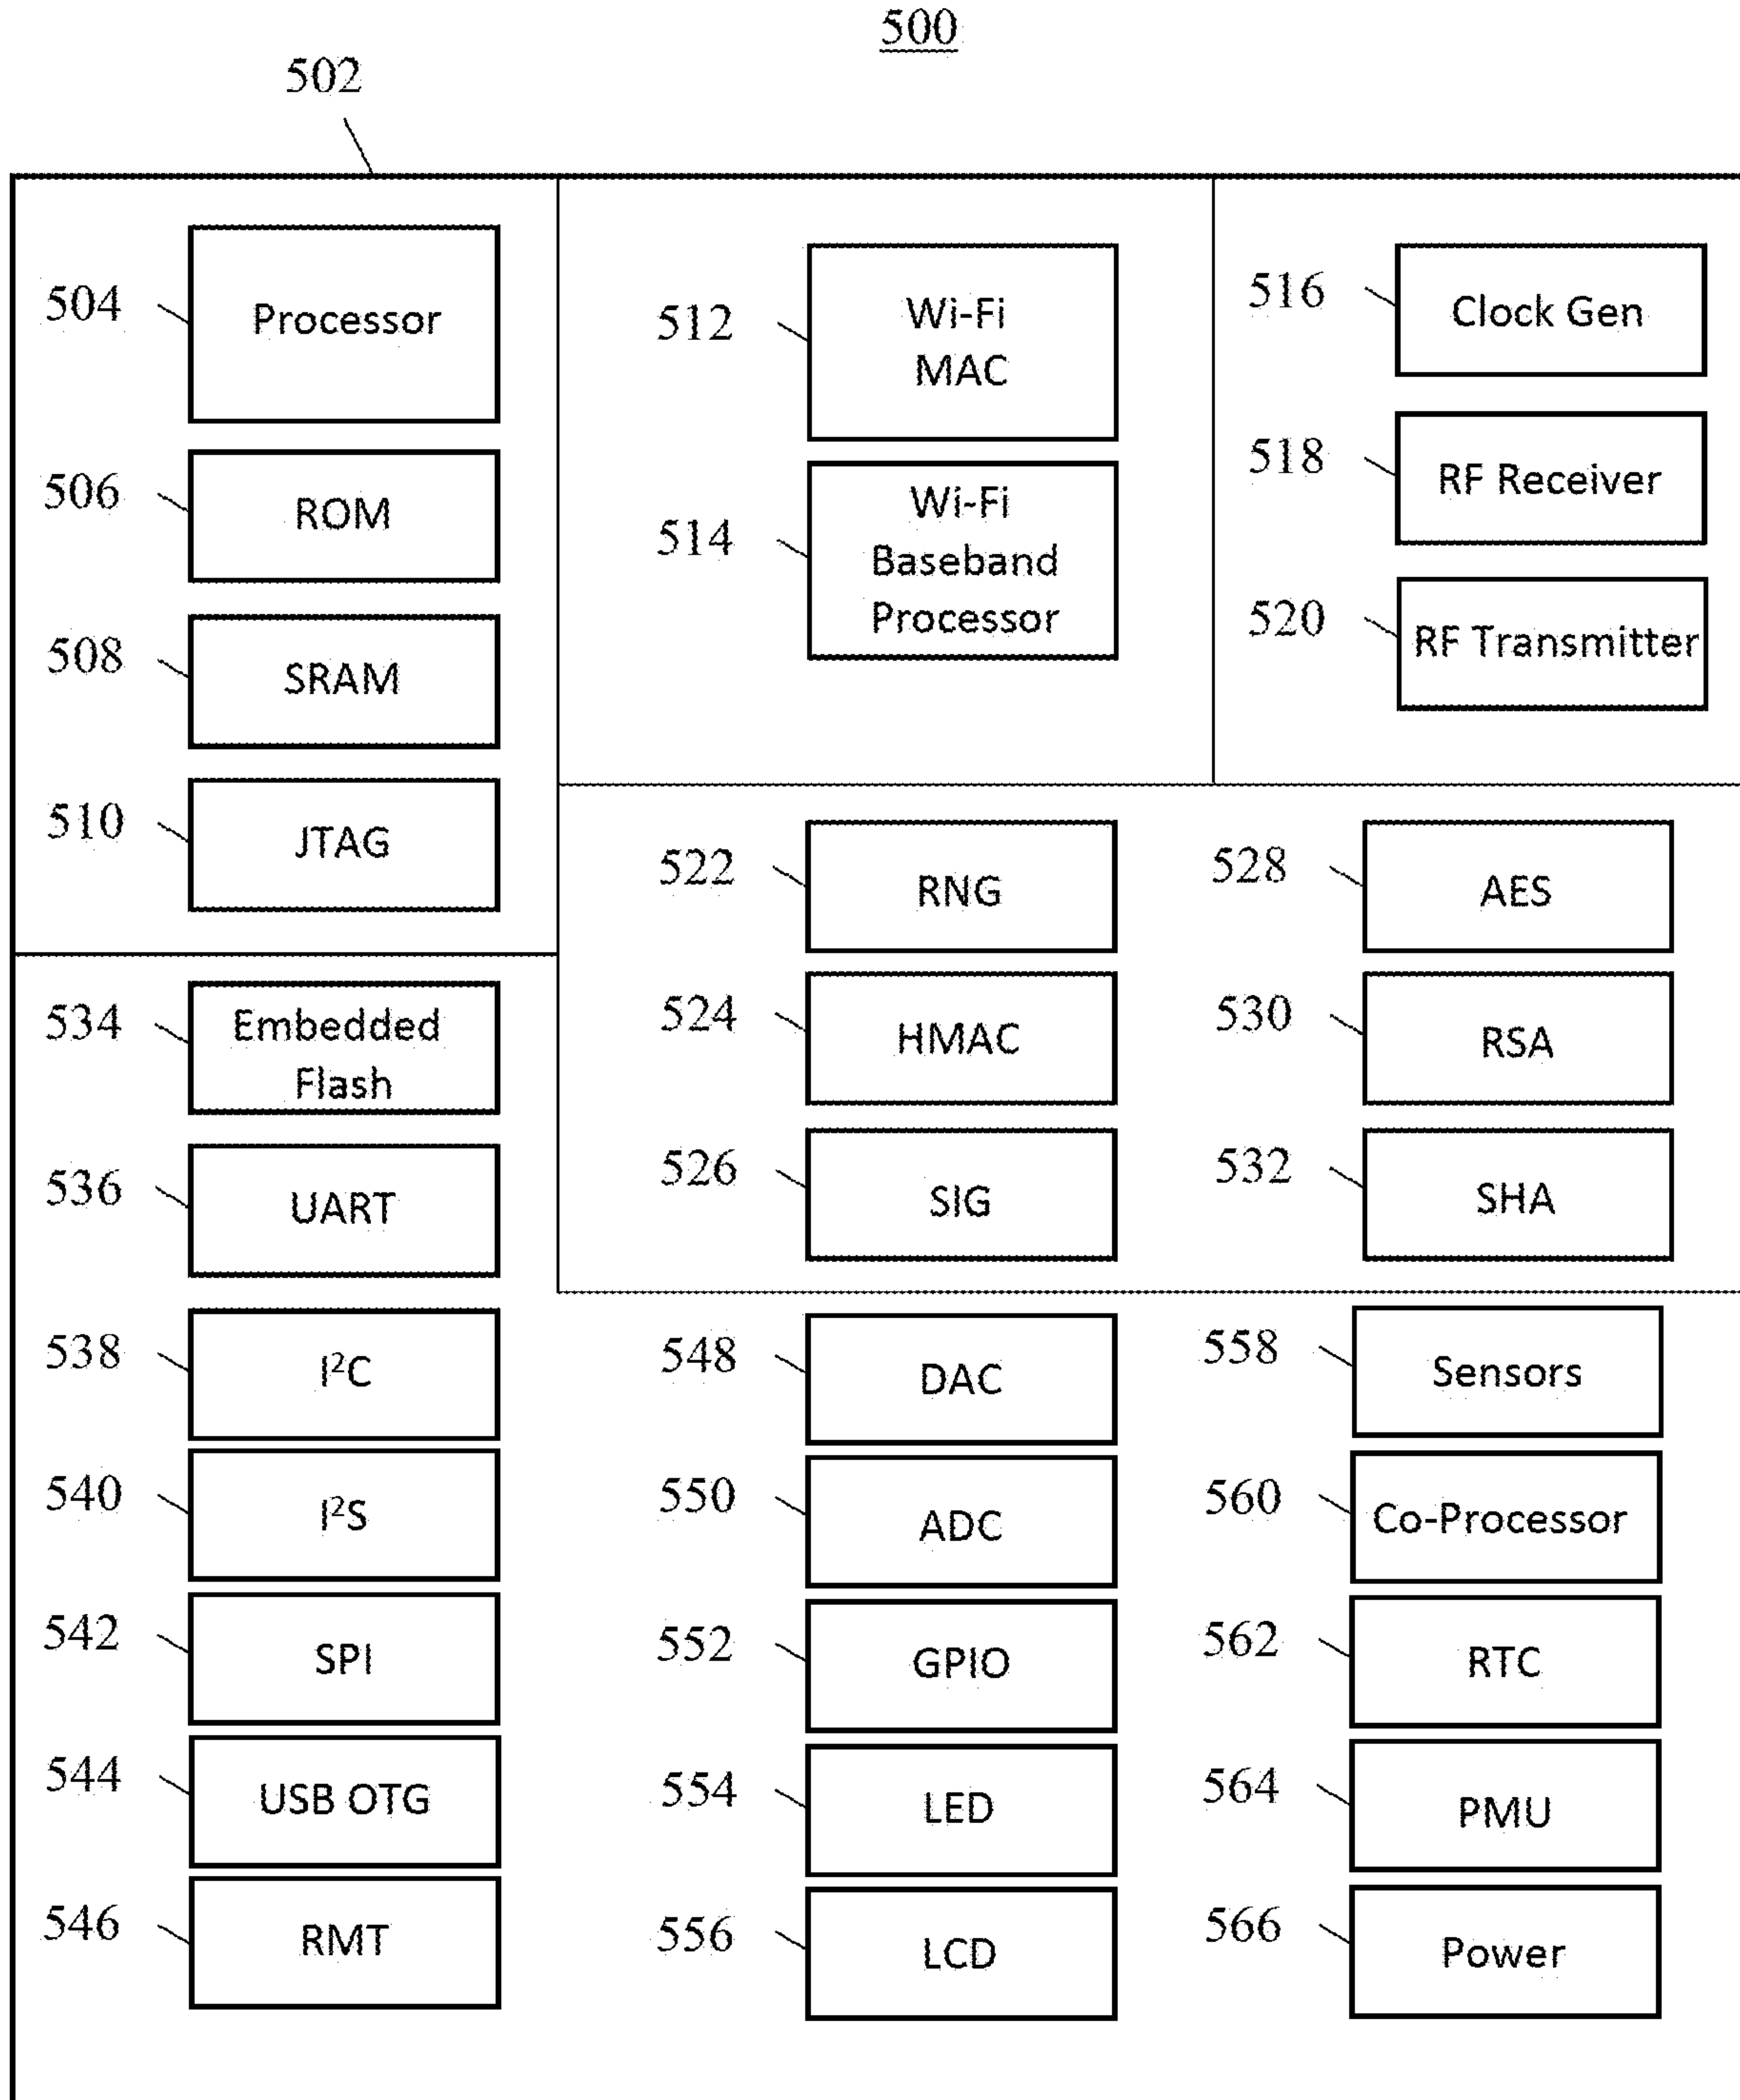 500
502
504
Processor
506
ROM
508
SRAM
510
JTAG
512
Wi-Fi
MAC
514
Wi-Fi
Baseband
Processor
516
Clock Gen
518
RF Receiver
520
RF Transmitter
522
RNG
524
HMAC
526
SIG
528
AES
530
RSA
532
SHA
534
Embedded
Flash
536
UART
538
I²C
540
I²S
542
SPI
544
USB OTG
546
RMT
548
DAC
550
ADC
552
GPIO
554
LED
556
LCD
558
Sensors
560
Co-Processor
562
RTC
564
PMU
566
Power